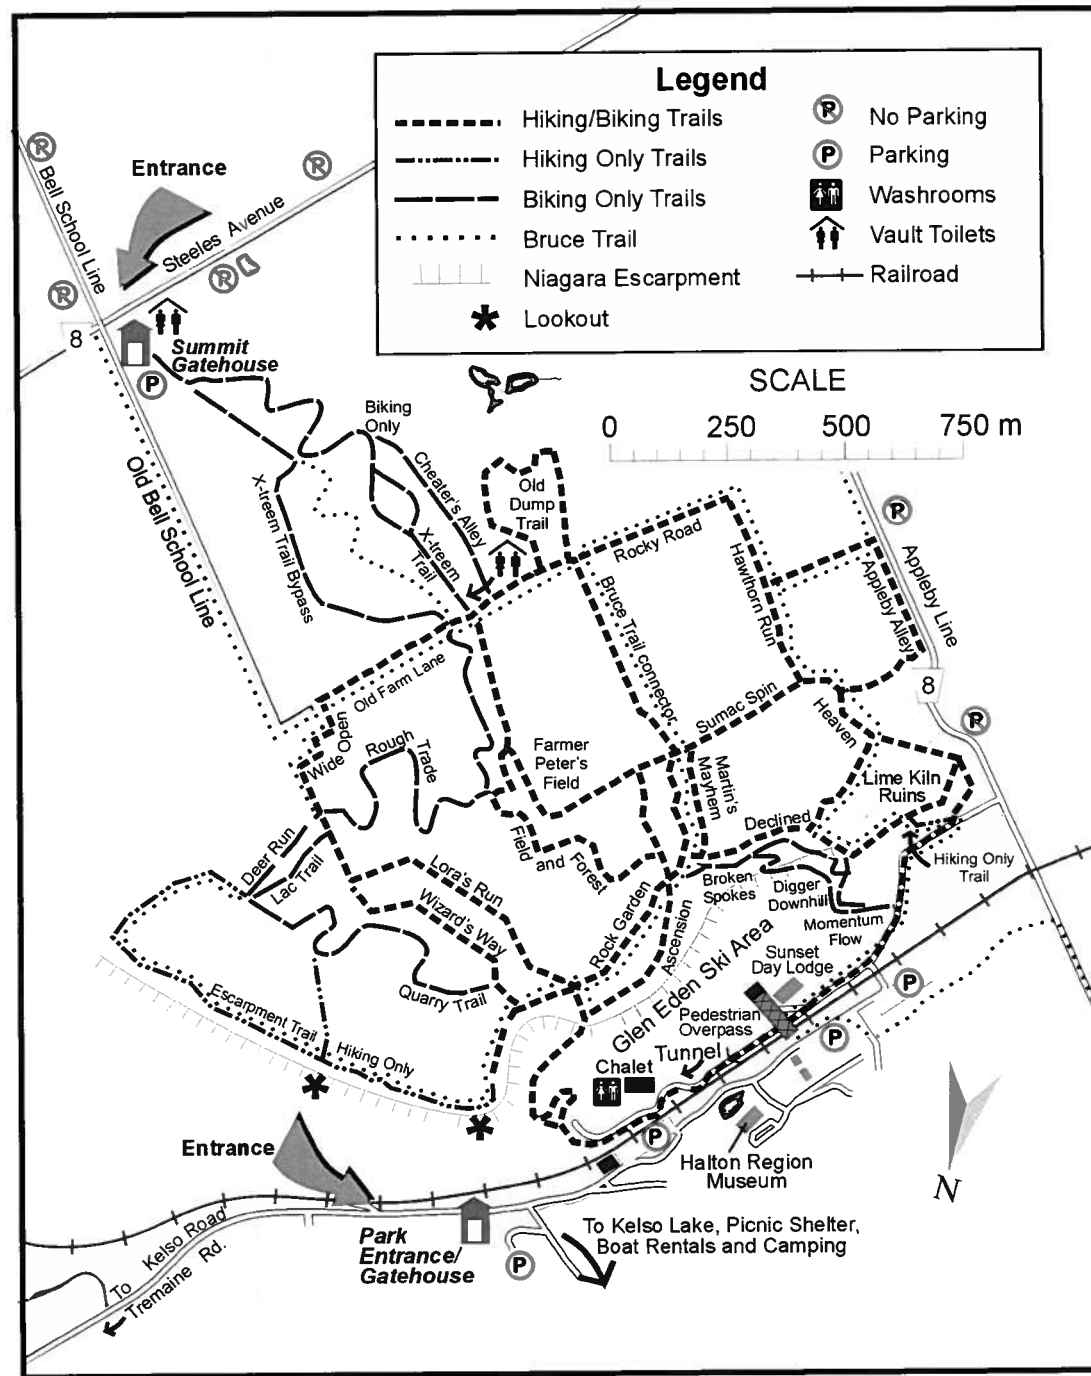 Legend
Hiking/Biking Trails
Hiking Only Trails
Biking Only Trails
Bruce Trail
Niagara Escarpment
Lookout
No Parking
P
Parking
Washrooms
Vault Toilets
Railroad
SCALE
0 250 500 750 m
Entrance
Bell School Line
Steeles Avenue
8
Summit
Gatehouse
P
Old Bell School Line
Biking
Only
Cheater's Alley
X-treem
Trail
X-treem Trail Bypass
Old
Dump
Trail
Rocky Road
Hawthorn Run
Bruce Trail connector
Appleby Line
Appleby Alley
8
Old Farm Lane
Wide Open
Rough
Trade
Farmer
Peter's
Field
Sumac Spin
Heaven
Martin's
Mayhem
Lime Kiln
Ruins
Declined
Field
and
Forest
Deer Run
Lac Trail
Lora's Run
Wizard's Way
Rock Garden
Ascension
Broken
Spokes
Digger
Downhill
Momentum
Flow
Hiking Only
Trail
Quarry Trail
Escarpment Trail
Hiking Only
Glen Eden Ski Area
Sunset
Day Lodge
Pedestrian
Overpass
P
P
Chalet
Tunnel
P
Halton Region
Museum
N
Entrance
To Kelso Road
Tremaine Rd.
Park
Entrance/
Gatehouse
P
To Kelso Lake, Picnic Shelter,
Boat Rentals and Camping